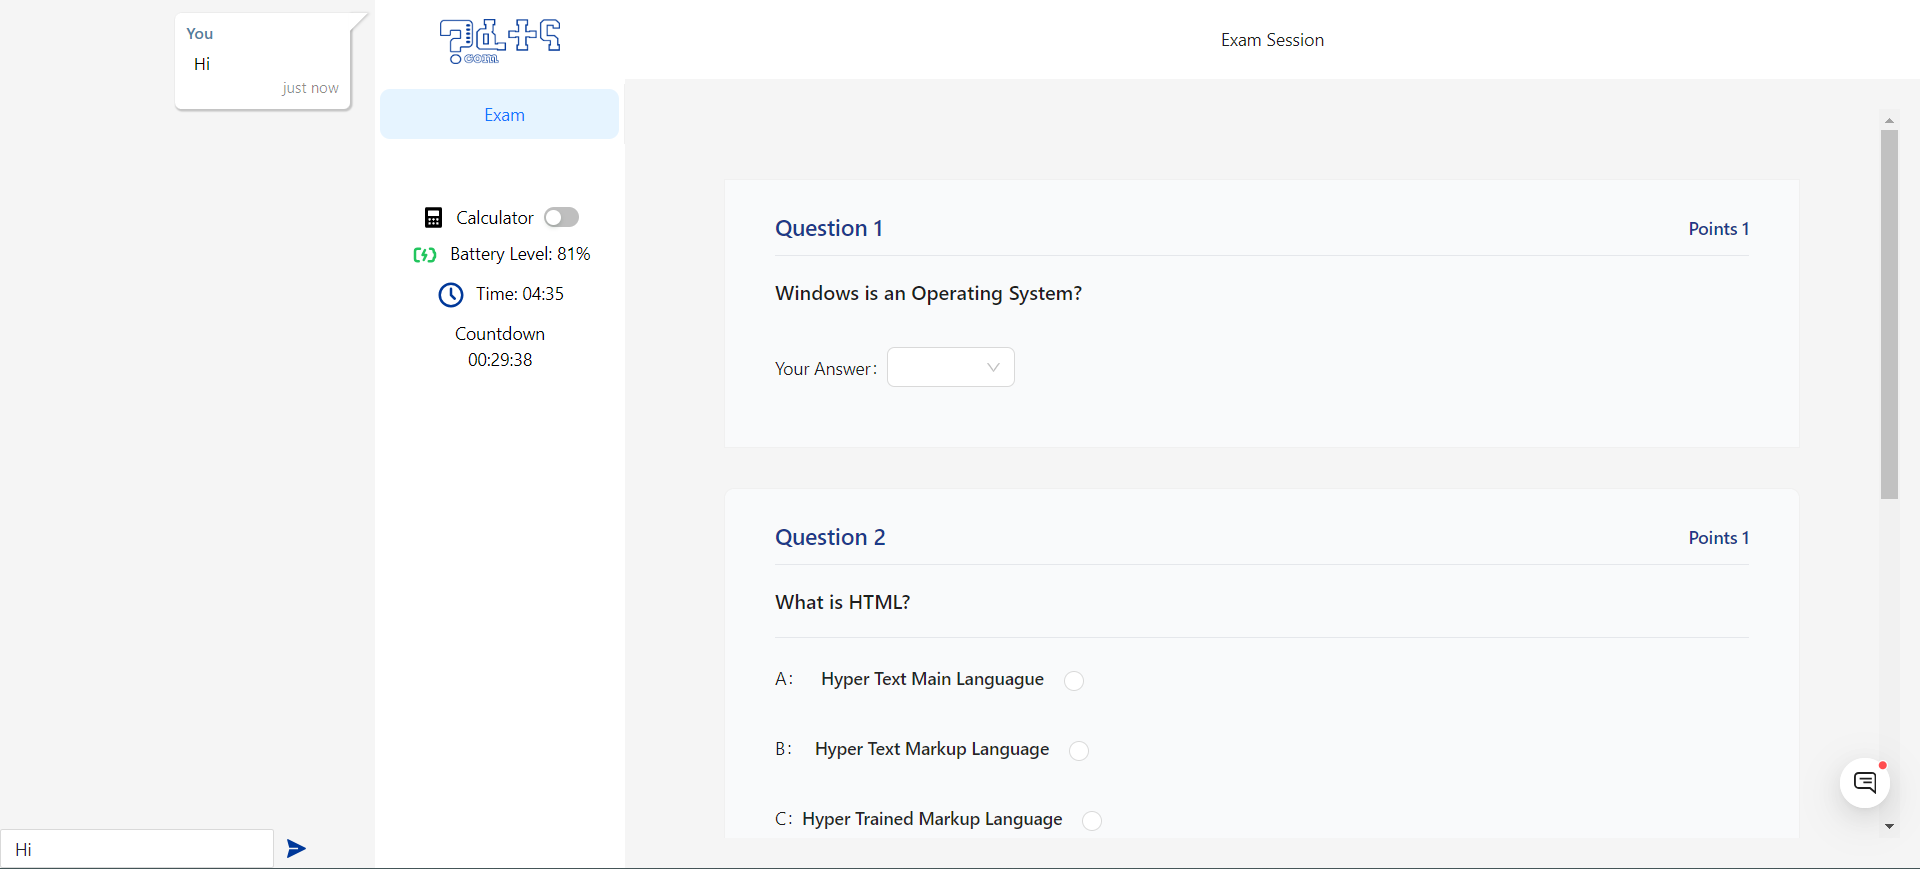 You
Hi
just now
Hi
com
Exam Session
Exam
Calculator
Battery Level: 81%
Time: 04:35
Countdown
00:29:38
Question 1
Points 1
Windows is an Operating System?
Your Answer:
Question 2
Points 1
What is HTML?
A: Hyper Text Main Languague
B: Hyper Text Markup Language
C: Hyper Trained Markup Language